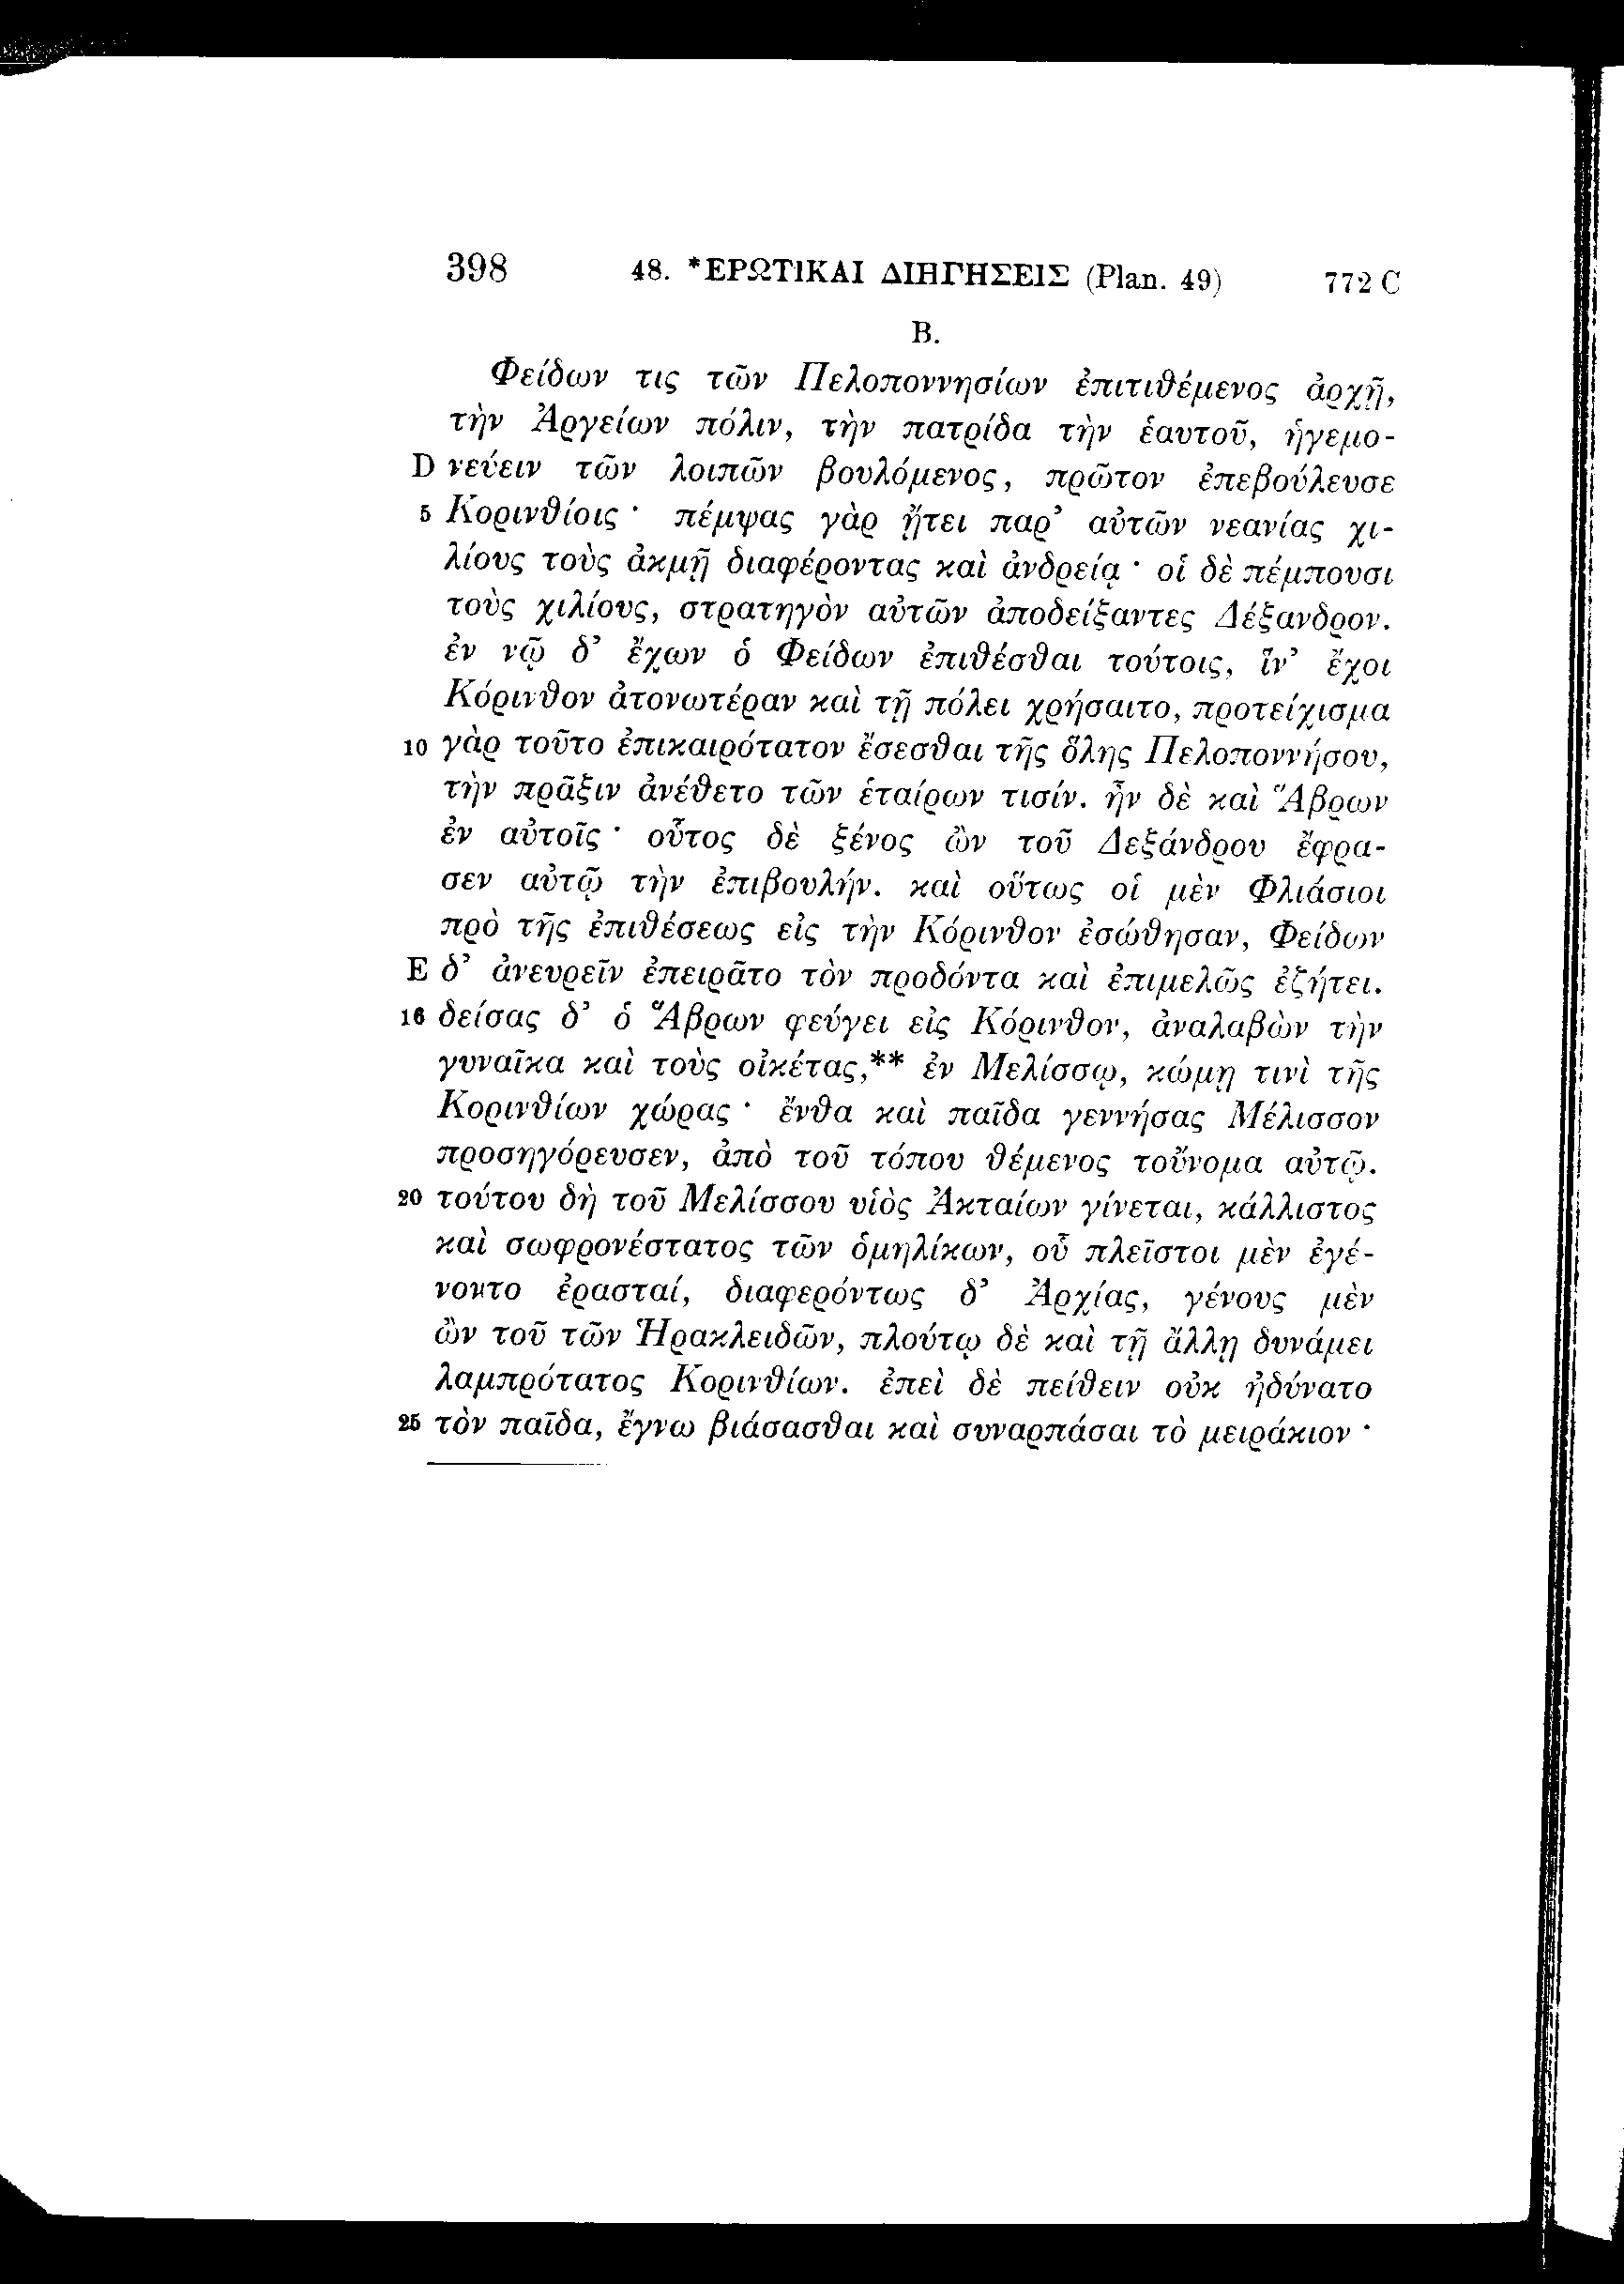 398 48. *ΕΡΩΤΙΚΑΙ ΔΙΗΓΗΣΕΙΣ (Plan. 49) 772 C
Β.
Φείδων τις τῶν Πελοποννησίων ἐπιτιθέμενος ἀρχῇ,
τὴν Ἀργείων πόλιν, τὴν πατρίδα τὴν ἑαυτοῦ, ἡγεμο-
D νεύειν τῶν λοιπῶν βουλόμενος, πρῶτον ἐπεβούλευσε
5 Κορινθίοις · πέμψας γὰρ ᾔτει παρ’ αὐτῶν νεανίας χι-
λίους τοὺς ἀκμῇ διαφέροντας καὶ ἀνδρείᾳ · οἱ δὲ πέμπουσι
τοὺς χιλίους, στρατηγὸν αὐτῶν ἀποδείξαντες Δέξανδρον.
ἐν νῷ δ’ ἔχων ὁ Φείδων ἐπιθέσθαι τούτοις, ἵν’ ἔχοι
Κόρινθον ἀτονωτέραν καὶ τῇ πόλει χρήσαιτο, προτείχισμα
10 γὰρ τοῦτο ἐπικαιρότατον ἔσεσθαι τῆς ὅλης Πελοποννήσου,
τὴν πρᾶξιν ἀνέθετο τῶν ἑταίρων τισίν. ἦν δὲ καὶ Ἅβρων
ἐν αὐτοῖς · οὗτος δὲ ξένος ὢν τοῦ Δεξάνδρου ἔφρα-
σεν αὐτῷ τὴν ἐπιβουλήν. καὶ οὕτως οἱ μὲν Φλιάσιοι
πρὸ τῆς ἐπιθέσεως εἰς τὴν Κόρινθον ἐσώθησαν, Φείδων
E δ’ ἀνευρεῖν ἐπειρᾶτο τὸν προδόντα καὶ ἐπιμελῶς ἐζήτει.
16 δείσας δ’ ὁ Ἅβρων φεύγει εἰς Κόρινθον, ἀναλαβὼν τὴν
γυναῖκα καὶ τοὺς οἰκέτας,** ἐν Μελίσσῳ, κώμῃ τινὶ τῆς
Κορινθίων χώρας · ἔνθα καὶ παῖδα γεννήσας Μέλισσον
προσηγόρευσεν, ἀπὸ τοῦ τόπου θέμενος τοὔνομα αὐτῷ.
20 τούτου δὴ τοῦ Μελίσσου υἱὸς Ἀκταίων γίνεται, κάλλιστος
καὶ σωφρονέστατος τῶν ὁμηλίκων, οὗ πλεῖστοι μὲν ἐγέ-
νοντο ἐρασταί, διαφερόντως δ’ Ἀρχίας, γένους μὲν
ὢν τοῦ τῶν Ἡρακλειδῶν, πλούτῳ δὲ καὶ τῇ ἄλλῃ δυνάμει
λαμπρότατος Κορινθίων. ἐπεὶ δὲ πείθειν οὐκ ἠδύνατο
25 τὸν παῖδα, ἔγνω βιάσασθαι καὶ συναρπάσαι τὸ μειράκιον ·